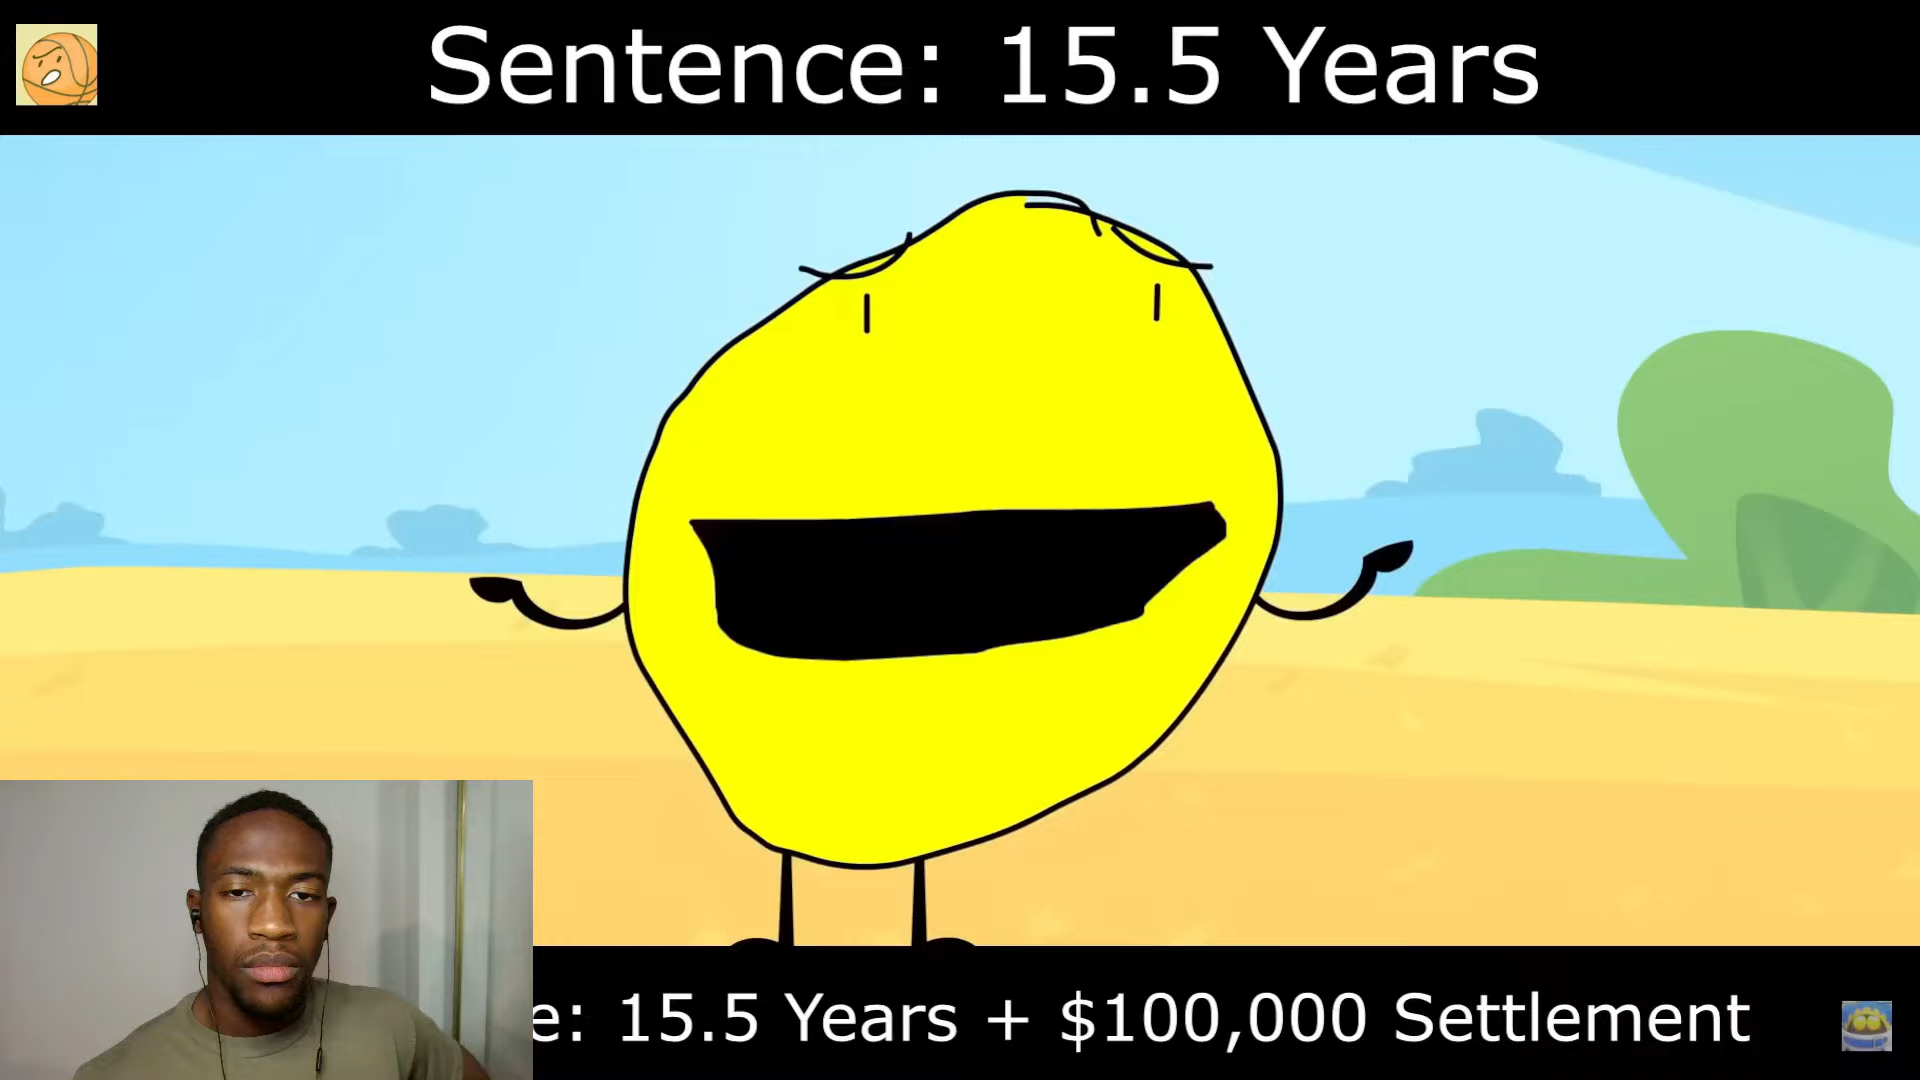 Sentence: 15.5 Years
e: 15.5 Years + $100,000 Settlement